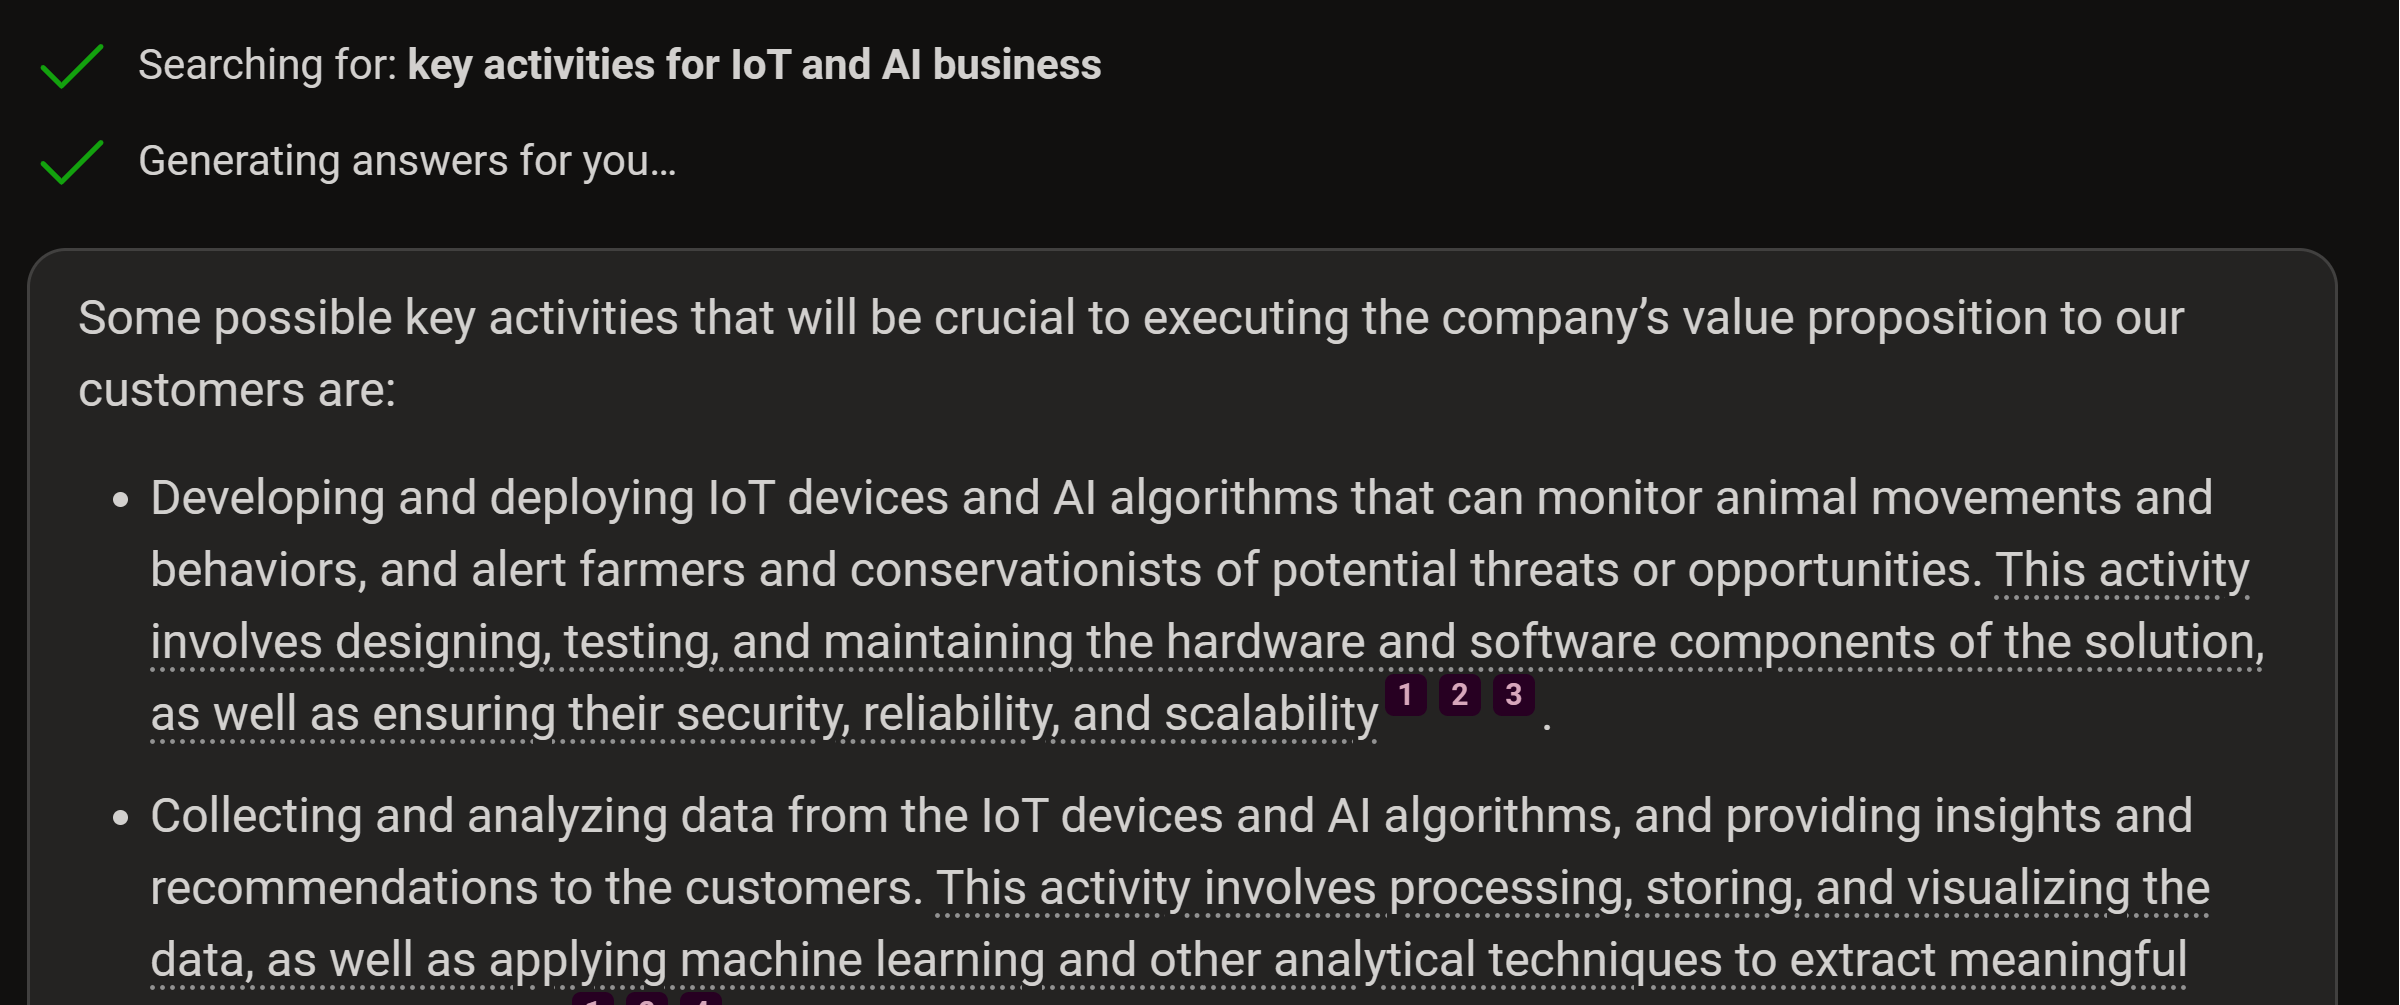 Searching for: key activities for IoT and AI business
Generating answers for you…
Some possible key activities that will be crucial to executing the company’s value proposition to our
customers are:
• Developing and deploying IoT devices and AI algorithms that can monitor animal movements and
behaviors, and alert farmers and conservationists of potential threats or opportunities. This activity
involves designing, testing, and maintaining the hardware and software components of the solution,
as well as ensuring their security, reliability, and scalability 1 2 3 .
• Collecting and analyzing data from the IoT devices and AI algorithms, and providing insights and
recommendations to the customers. This activity involves processing, storing, and visualizing the
data, as well as applying machine learning and other analytical techniques to extract meaningful